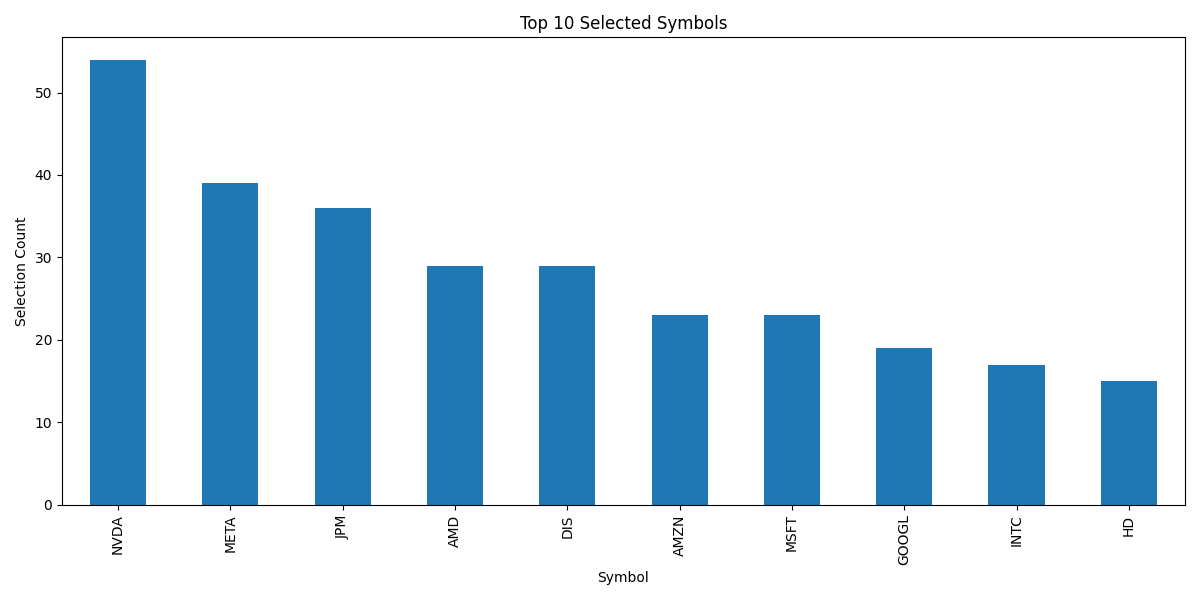 Top 10 Selected Symbols
Selection Count
50
40
30
20
10
0
NVDA
META
JPM
AMD
DIS
AMZN
MSFT
GOOGL
INTC
HD
Symbol